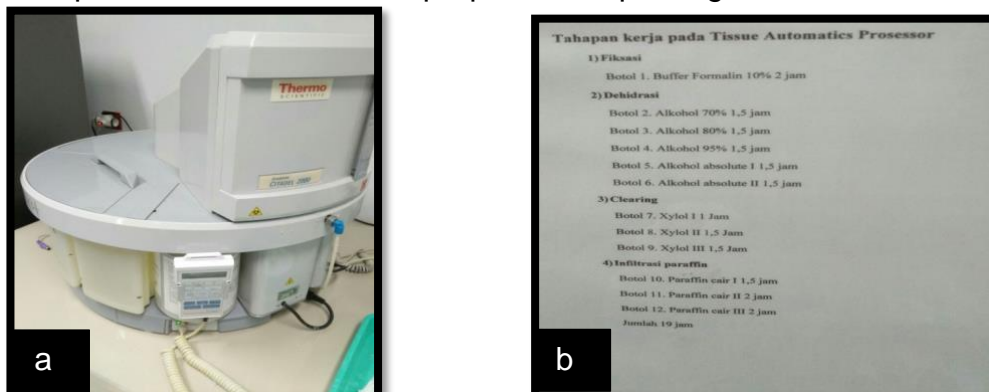 Thermo
SCIENTIFIC
CITADEL 2000
a
Tahapan kerja pada Tissue Automatics Prosessor
1) Fiksasi
Botol 1. Buffer Formalin 10% 2 jam
2) Dehidrasi
Botol 2. Alkohol 70% 1,5 jam
Botol 3. Alkohol 80% 1,5 jam
Botol 4. Alkohol 95% 1,5 jam
Botol 5. Alkohol absolute I 1,5 jam
Botol 6. Alkohol absolute II 1,5 jam
3) Clearing
Botol 7. Xylol I 1 Jam
Botol 8. Xylol II 1,5 Jam
Botol 9. Xylol III 1,5 Jam
4) Infiltrasi paraffin
Botol 10. Paraffin cair I 1,5 jam
Botol 11. Paraffin cair II 2 jam
Botol 12. Paraffin cair III 2 jam
Jumlah 19 jam
b